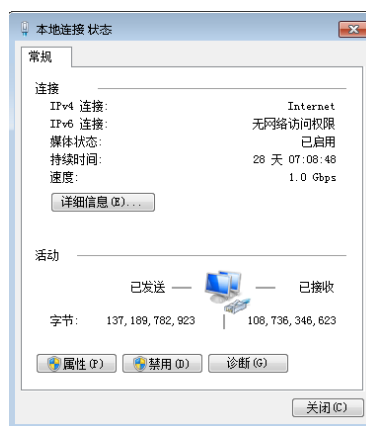 本地连接 状态
常规
连接
IPv4 连接: Internet
IPv6 连接: 无网络访问权限
媒体状态: 已启用
持续时间: 28 天 07:08:48
速度: 1.0 Gbps
详细信息(E)...
活动
已发送 — — 已接收
字节: 137,189,782,923 | 108,736,346,623
属性(P) 禁用(D) 诊断(G)
关闭(C)